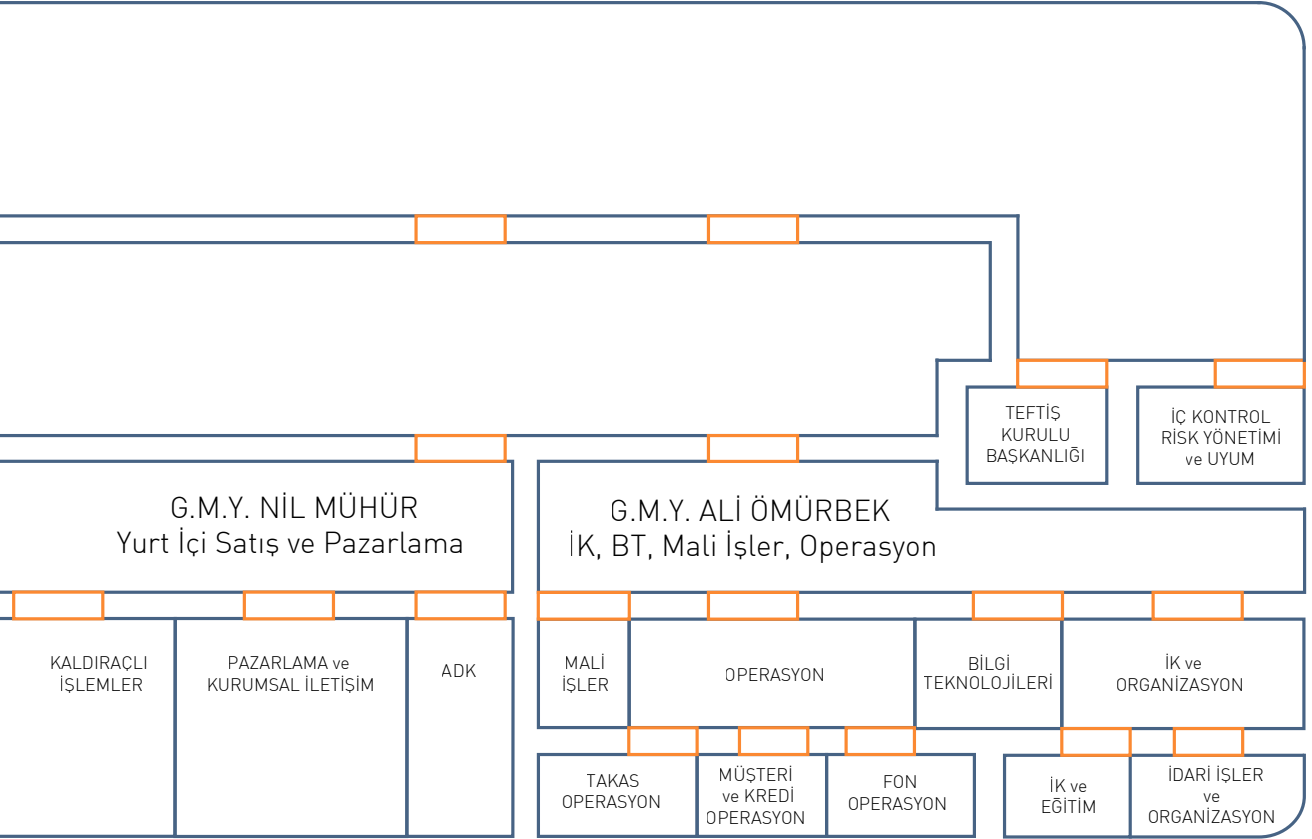 TEFTİŞ
KURULU
BAŞKANLIĞI
İÇ KONTROL
RİSK YÖNETİMİ
ve UYUM
G.M.Y. NİL MÜHÜR
Yurt İçi Satış ve Pazarlama
G.M.Y. ALİ ÖMÜRBEK
İK, BT, Mali İşler, Operasyon
KALDIRAÇLI
İŞLEMLER
PAZARLAMA ve
KURUMSAL İLETİŞİM
ADK
MALİ
İŞLER
OPERASYON
BİLGİ
TEKNOLOJİLERİ
İK ve
ORGANİZASYON
TAKAS
OPERASYON
MÜŞTERİ
ve KREDİ
OPERASYON
FON
OPERASYON
İK ve
EĞİTİM
İDARİ İŞLER
ve
ORGANİZASYON